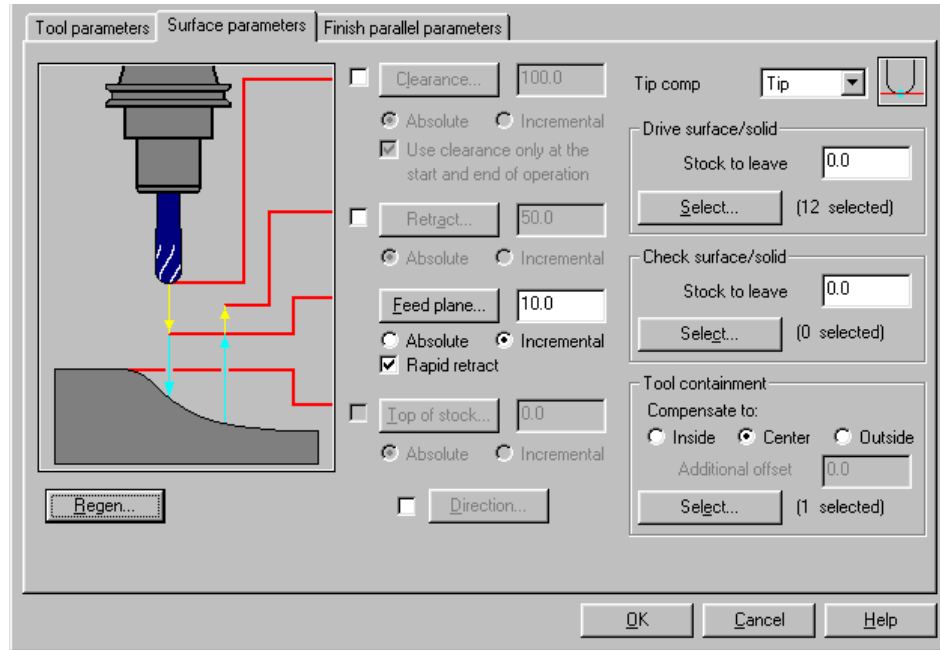 Tool parameters
Surface parameters
Finish parallel parameters
Clearance...
100.0
Absolute
Incremental
Use clearance only at the
start and end of operation
Retract...
50.0
Absolute
Incremental
Feed plane...
10.0
Absolute
Incremental
Rapid retract
Top of stock...
0.0
Absolute
Incremental
Regen...
Direction...
Tip comp
Tip
Drive surface/solid
Stock to leave
0.0
Select...
(12 selected)
Check surface/solid
Stock to leave
0.0
Select...
(0 selected)
Tool containment
Compensate to:
Inside
Center
Outside
Additional offset
0.0
Select...
(1 selected)
OK
Cancel
Help